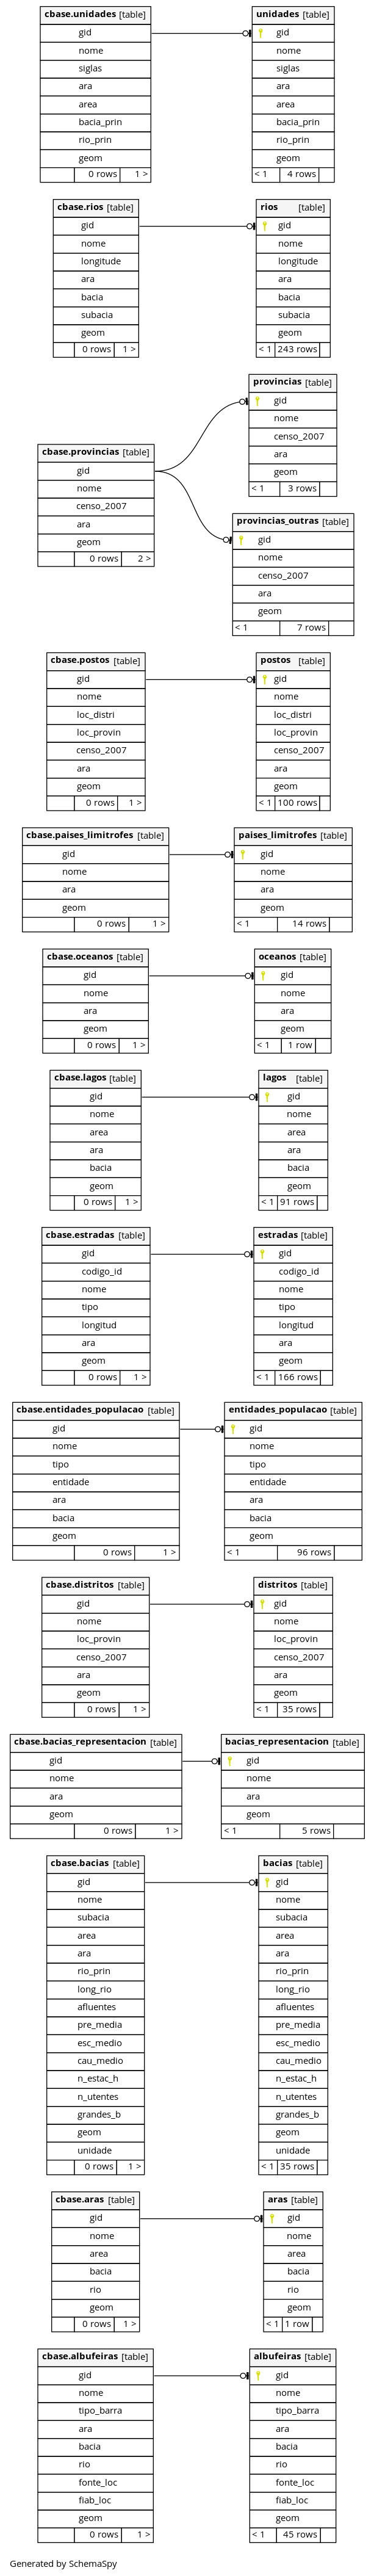 cbase.unidades [table]
gid
nome
siglas
ara
area
bacia_prin
rio_prin
geom
0 rows 1 >
unidades [table]
gid
nome
siglas
ara
area
bacia_prin
rio_prin
geom
< 1 4 rows
cbase.rios [table]
gid
nome
longitude
ara
bacia
subacia
geom
0 rows 1 >
rios [table]
gid
nome
longitude
ara
bacia
subacia
geom
< 1 243 rows
provincias [table]
gid
nome
censo_2007
ara
geom
< 1 3 rows
cbase.provincias [table]
gid
nome
censo_2007
ara
geom
0 rows 2 >
provincias_outras [table]
gid
nome
censo_2007
ara
geom
< 1 7 rows
cbase.postos [table]
gid
nome
loc_distri
loc_provin
censo_2007
ara
geom
0 rows 1 >
postos [table]
gid
nome
loc_distri
loc_provin
censo_2007
ara
geom
< 1 100 rows
cbase.paises_limitrofes [table]
gid
nome
ara
geom
0 rows 1 >
paises_limitrofes [table]
gid
nome
ara
geom
< 1 14 rows
cbase.oceanos [table]
gid
nome
ara
geom
0 rows 1 >
oceanos [table]
gid
nome
ara
geom
< 1 1 row
cbase.lagos [table]
gid
nome
area
ara
bacia
geom
0 rows 1 >
lagos [table]
gid
nome
area
ara
bacia
geom
< 1 91 rows
cbase.estradas [table]
gid
codigo_id
nome
tipo
longitud
ara
geom
0 rows 1 >
estradas [table]
gid
codigo_id
nome
tipo
longitud
ara
geom
< 1 166 rows
cbase.entidades_populacao [table]
gid
nome
tipo
entidade
ara
bacia
geom
0 rows 1 >
entidades_populacao [table]
gid
nome
tipo
entidade
ara
bacia
geom
< 1 96 rows
cbase.distritos [table]
gid
nome
loc_provin
censo_2007
ara
geom
0 rows 1 >
distritos [table]
gid
nome
loc_provin
censo_2007
ara
geom
< 1 35 rows
cbase.bacias_representacion [table]
gid
nome
ara
geom
0 rows 1 >
bacias_representacion [table]
gid
nome
ara
geom
< 1 5 rows
cbase.bacias [table]
gid
nome
subacia
area
ara
rio_prin
long_rio
afluentes
pre_media
esc_medio
cau_medio
n_estac_h
n_utentes
grandes_b
geom
unidade
0 rows 1 >
bacias [table]
gid
nome
subacia
area
ara
rio_prin
long_rio
afluentes
pre_media
esc_medio
cau_medio
n_estac_h
n_utentes
grandes_b
geom
unidade
< 1 35 rows
cbase.aras [table]
gid
nome
area
bacia
rio
geom
0 rows 1 >
aras [table]
gid
nome
area
bacia
rio
geom
< 1 1 row
cbase.albufeiras [table]
gid
nome
tipo_barra
ara
bacia
rio
fonte_loc
fiab_loc
geom
0 rows 1 >
albufeiras [table]
gid
nome
tipo_barra
ara
bacia
rio
fonte_loc
fiab_loc
geom
< 1 45 rows
Generated by SchemaSpy